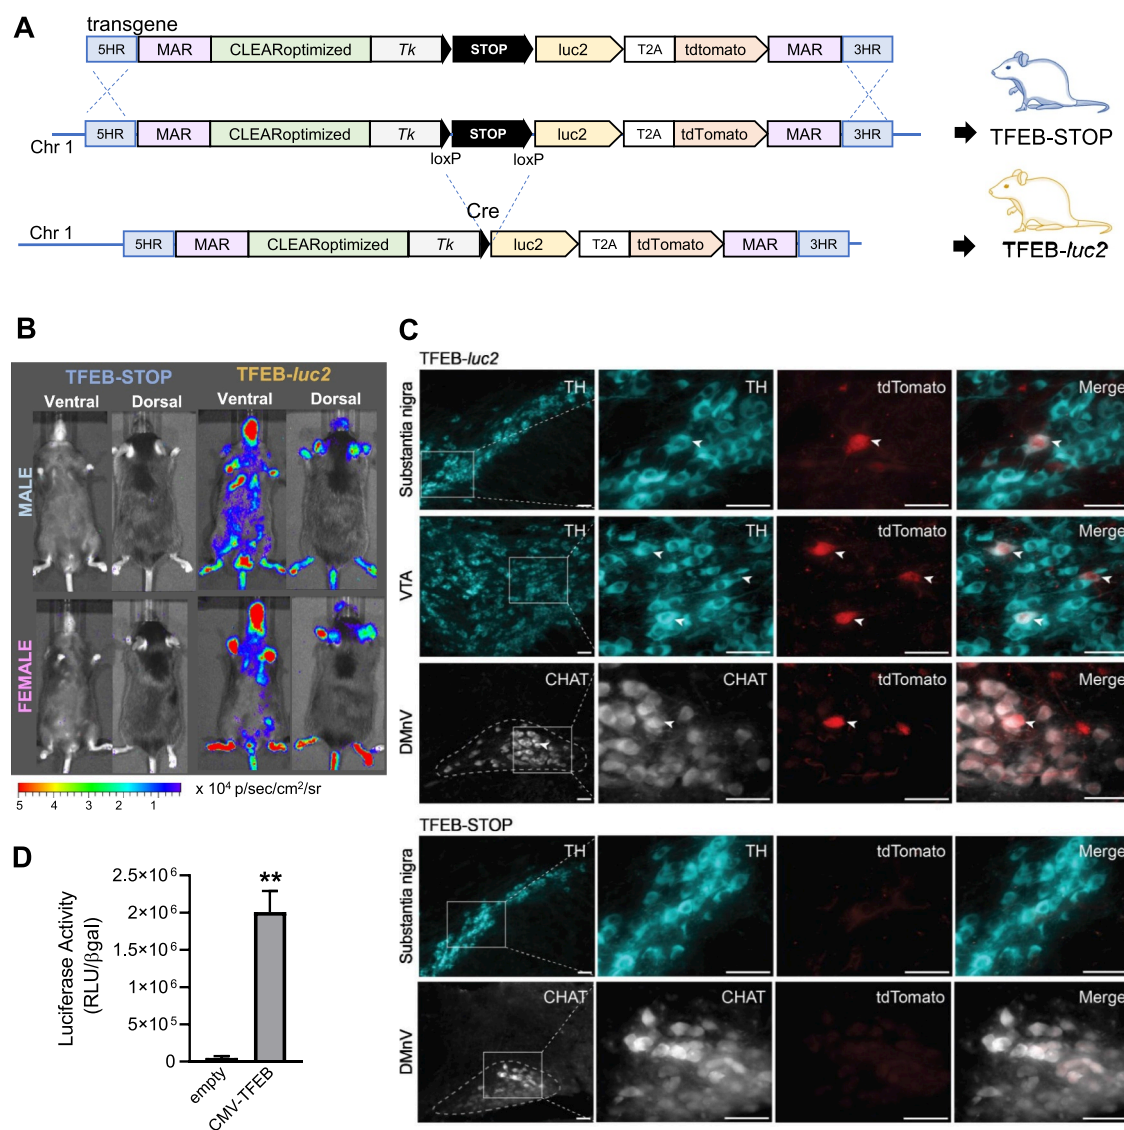 A
transgene
5HR MAR CLEARoptimized Tk STOP luc2 T2A tdtomato MAR 3HR
5HR MAR CLEARoptimized Tk STOP luc2 T2A tdTomato MAR 3HR
Chr 1
loxP loxP
TFEB-STOP
Cre
Chr 1
5HR MAR CLEARoptimized Tk luc2 T2A tdTomato MAR 3HR
TFEB-luc2
B
TFEB-STOP TFEB-luc2
Ventral Dorsal Ventral Dorsal
MALE
FEMALE
5 4 3 2 1 x 10⁴ p/sec/cm²/sr
C
TFEB-luc2
Substantia nigra
TH TH tdTomato Merge
VTA
TH TH tdTomato Merge
DMnV
CHAT CHAT tdTomato Merge
TFEB-STOP
Substantia nigra
TH TH tdTomato Merge
DMnV
CHAT CHAT tdTomato Merge
D
Luciferase Activity
(RLU/βgal)
2.5×10⁶
2×10⁶
1.5×10⁶
1×10⁶
5×10⁵
0
**
empty
CMV-TFEB